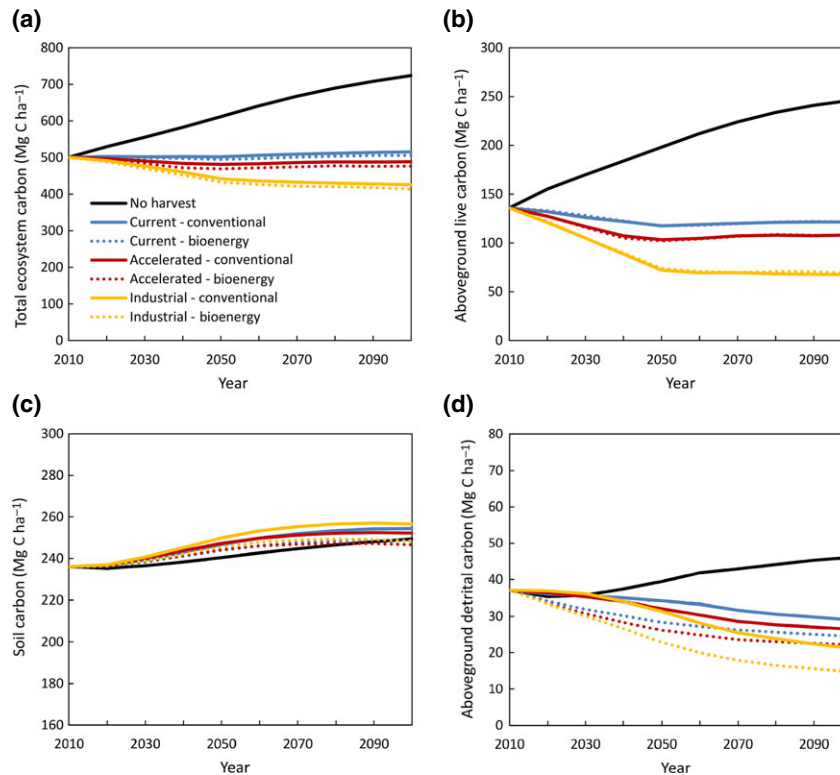 (a)
(b)
800
700
600
500
400
300
200
100
0
Total ecosystem carbon (Mg C ha⁻¹)
No harvest
Current - conventional
Current - bioenergy
Accelerated - conventional
Accelerated - bioenergy
Industrial - conventional
Industrial - bioenergy
2010 2030 2050 2070 2090
Year
300
250
200
150
100
50
0
Aboveground live carbon (Mg C ha⁻¹)
2010 2030 2050 2070 2090
Year
(c)
(d)
300
280
260
240
220
200
180
160
Soil carbon (Mg C ha⁻¹)
2010 2030 2050 2070 2090
Year
80
70
60
50
40
30
20
10
0
Aboveground detrital carbon (Mg C ha⁻¹)
2010 2030 2050 2070 2090
Year